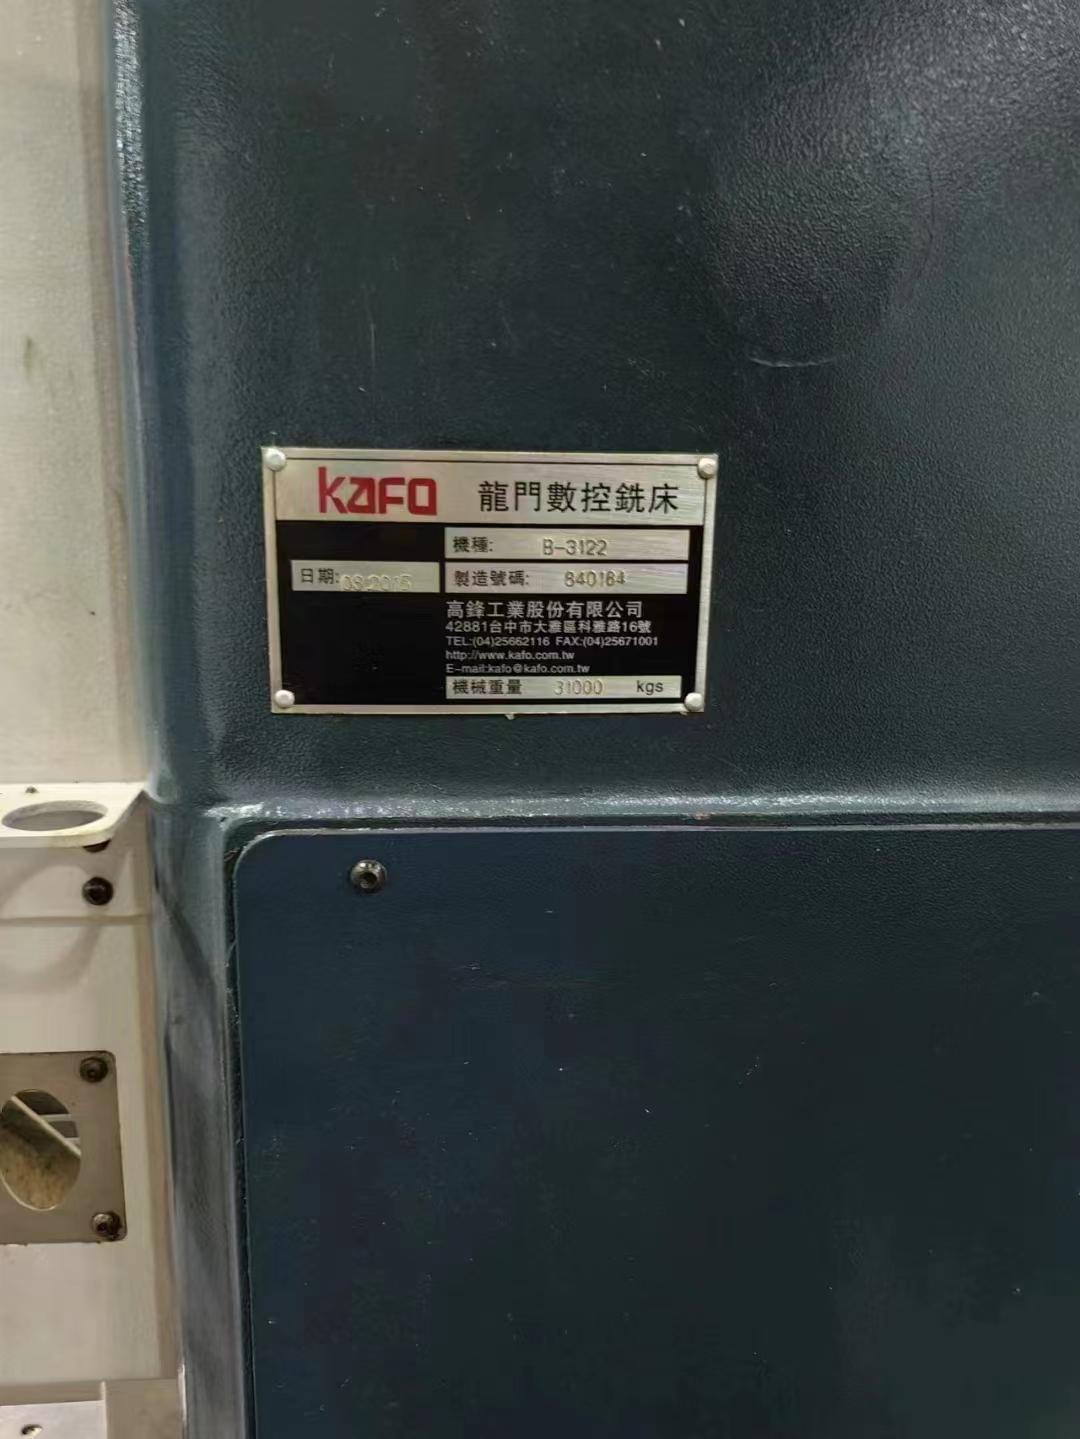 KAFO 龍門數控銑床
機種: B-3122
日期: 08/2015
製造號碼: 840184
高鋒工業股份有限公司
42881台中市大雅區科雅路16號
TEL:(04)25662116 FAX:(04)25671001
http://www.kafo.com.tw
E-mail:kafo@kafo.com.tw
機械重量 31000 kgs